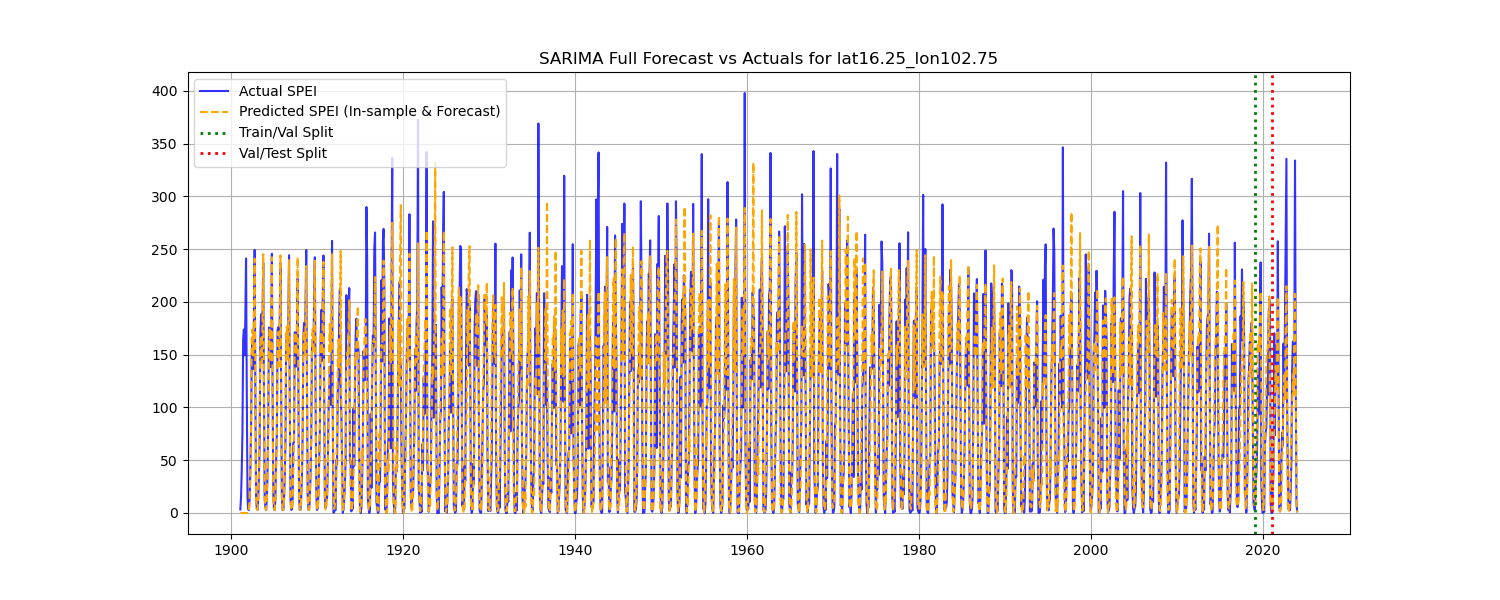 SARIMA Full Forecast vs Actuals for lat16.25_lon102.75
Actual SPEI
Predicted SPEI (In-sample & Forecast)
Train/Val Split
Val/Test Split
400
350
300
250
200
150
100
50
0
1900 1920 1940 1960 1980 2000 2020